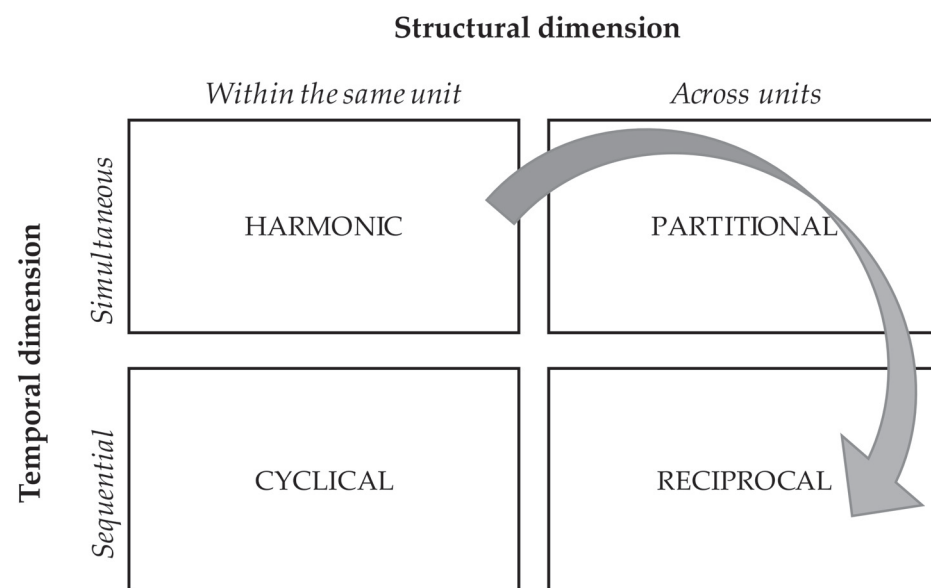 Structural dimension
Within the same unit
Across units
Temporal dimension
Simultaneous
HARMONIC
PARTITIONAL
Sequential
CYCLICAL
RECIPROCAL